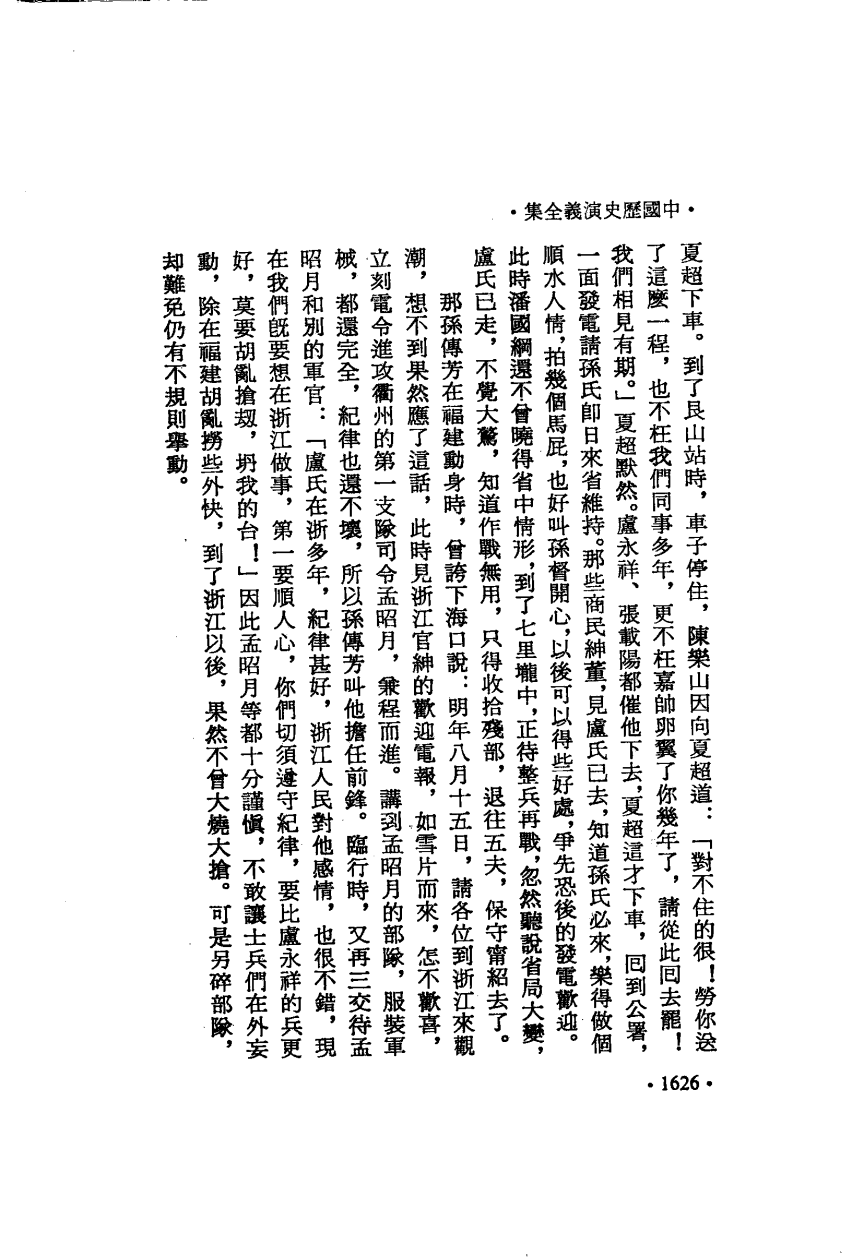 •中國歷史演義全集•
夏超下車。到了艮山站時，車子停住，陳樂山因向夏超道：「對不住的很！勞你送
了這麼一程，也不枉我們同事多年，更不枉嘉帥卵翼了你幾年了，請從此回去罷！
我們相見有期。」夏超默然。盧永祥、張載陽都催他下去，夏超這才下車，回到公署，
一面發電請孫氏卽日來省維持。那些商民紳董，見盧氏已去，知道孫氏必來，樂得做個
順水人情，拍幾個馬屁，也好叫孫督開心，以後可以得些好處，爭先恐後的發電歡迎。
此時潘國綱還不曾曉得省中情形，到了七里壠中，正待整兵再戰，忽然聽說省局大變，
盧氏已走，不覺大驚，知道作戰無用，只得收拾殘部，退往五夫，保守甯紹去了。
那孫傳芳在福建動身時，曾誇下海口說：明年八月十五日，請各位到浙江來觀
潮，想不到果然應了這話，此時見浙江官紳的歡迎電報，如雪片而來，怎不歡喜，
立刻電令進攻衢州的第一支隊司令孟昭月，兼程而進。講到孟昭月的部隊，服裝軍
械，都還完全，紀律也還不壞，所以孫傳芳叫他擔任前鋒。臨行時，又再三交待孟
昭月和別的軍官：「盧氏在浙多年，紀律甚好，浙江人民對他感情，也很不錯，現
在我們旣要想在浙江做事，第一要順人心，你們切須遵守紀律，要比盧永祥的兵更
好，莫要胡亂搶刼，坍我的台！」因此孟昭月等都十分謹愼，不敢讓士兵們在外妄
動，除在福建胡亂撈些外快，到了浙江以後，果然不曾大燒大搶。可是另碎部隊，
却難免仍有不規則舉動。
•1626•